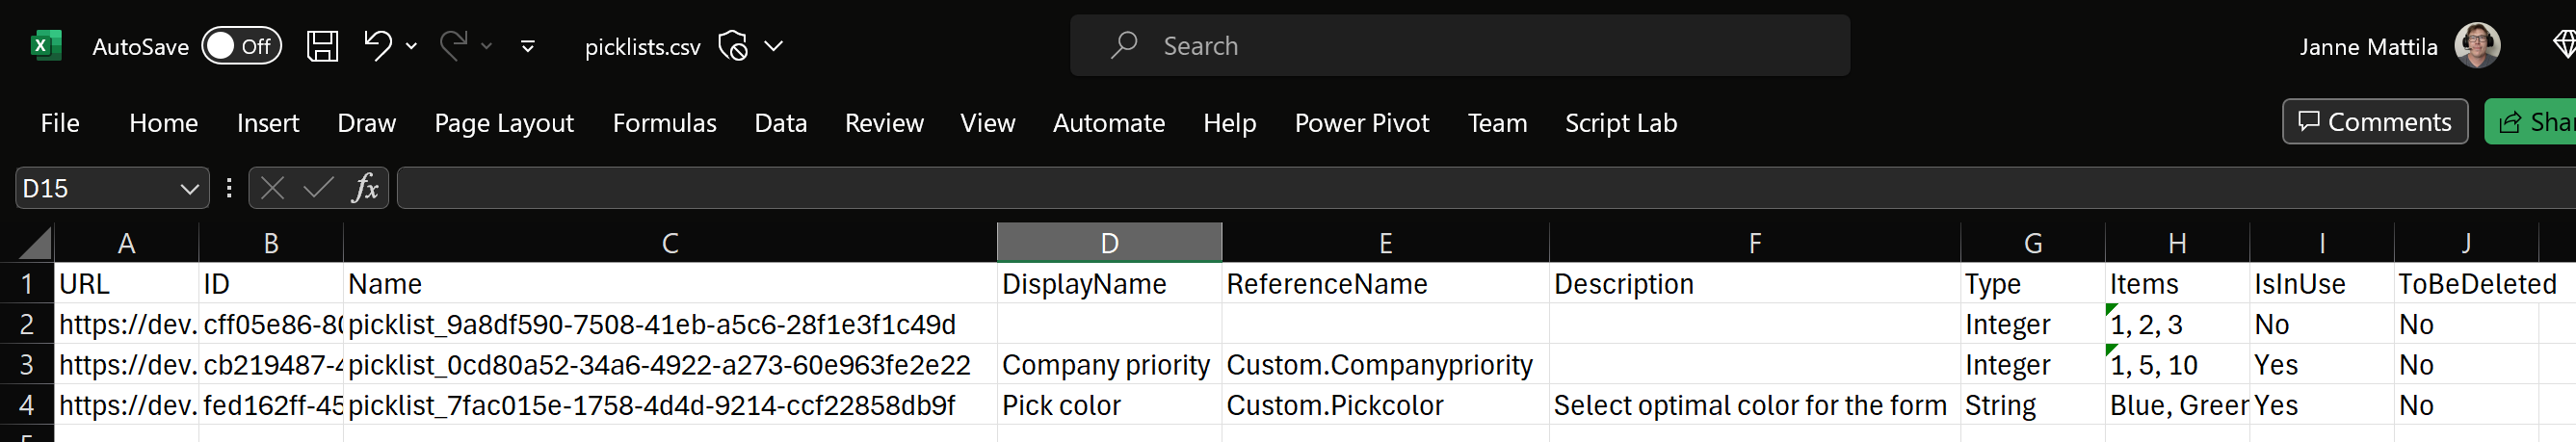 AutoSave Off picklists.csv Search Janne Mattila
File Home Insert Draw Page Layout Formulas Data Review View Automate Help Power Pivot Team Script Lab Comments Shar
D15 fx
A B C D E F G H I J
1 URL ID Name DisplayName ReferenceName Description Type Items IsInUse ToBeDeleted
2 https://dev. cff05e86-80 picklist_9a8df590-7508-41eb-a5c6-28f1e3f1c49d Integer 1, 2, 3 No No
3 https://dev. cb219487-4 picklist_0cd80a52-34a6-4922-a273-60e963fe2e22 Company priority Custom.Companypriority Integer 1, 5, 10 Yes No
4 https://dev. fed162ff-45 picklist_7fac015e-1758-4d4d-9214-ccf22858db9f Pick color Custom.Pickcolor Select optimal color for the form String Blue, Green Yes No